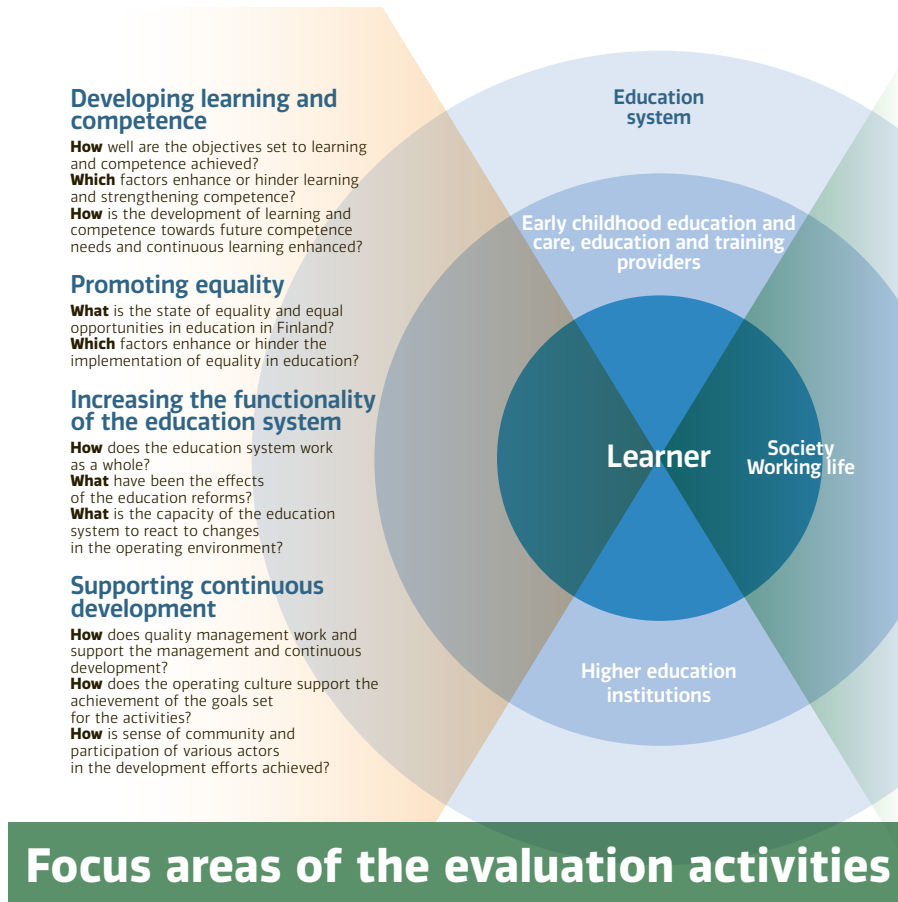 Developing learning and
competence
How well are the objectives set to learning
and competence achieved?
Which factors enhance or hinder learning
and strengthening competence?
How is the development of learning and
competence towards future competence
needs and continuous learning enhanced?
Promoting equality
What is the state of equality and equal
opportunities in education in Finland?
Which factors enhance or hinder the
implementation of equality in education?
Increasing the functionality
of the education system
How does the education system work
as a whole?
What have been the effects
of the education reforms?
What is the capacity of the education
system to react to changes
in the operating environment?
Supporting continuous
development
How does quality management work and
support the management and continuous
development?
How does the operating culture support the
achievement of the goals set
for the activities?
How is sense of community and
participation of various actors
in the development efforts achieved?
Education
system
Early childhood education and
care, education and training
providers
Learner
Society
Working life
Higher education
institutions
Focus areas of the evaluation activities